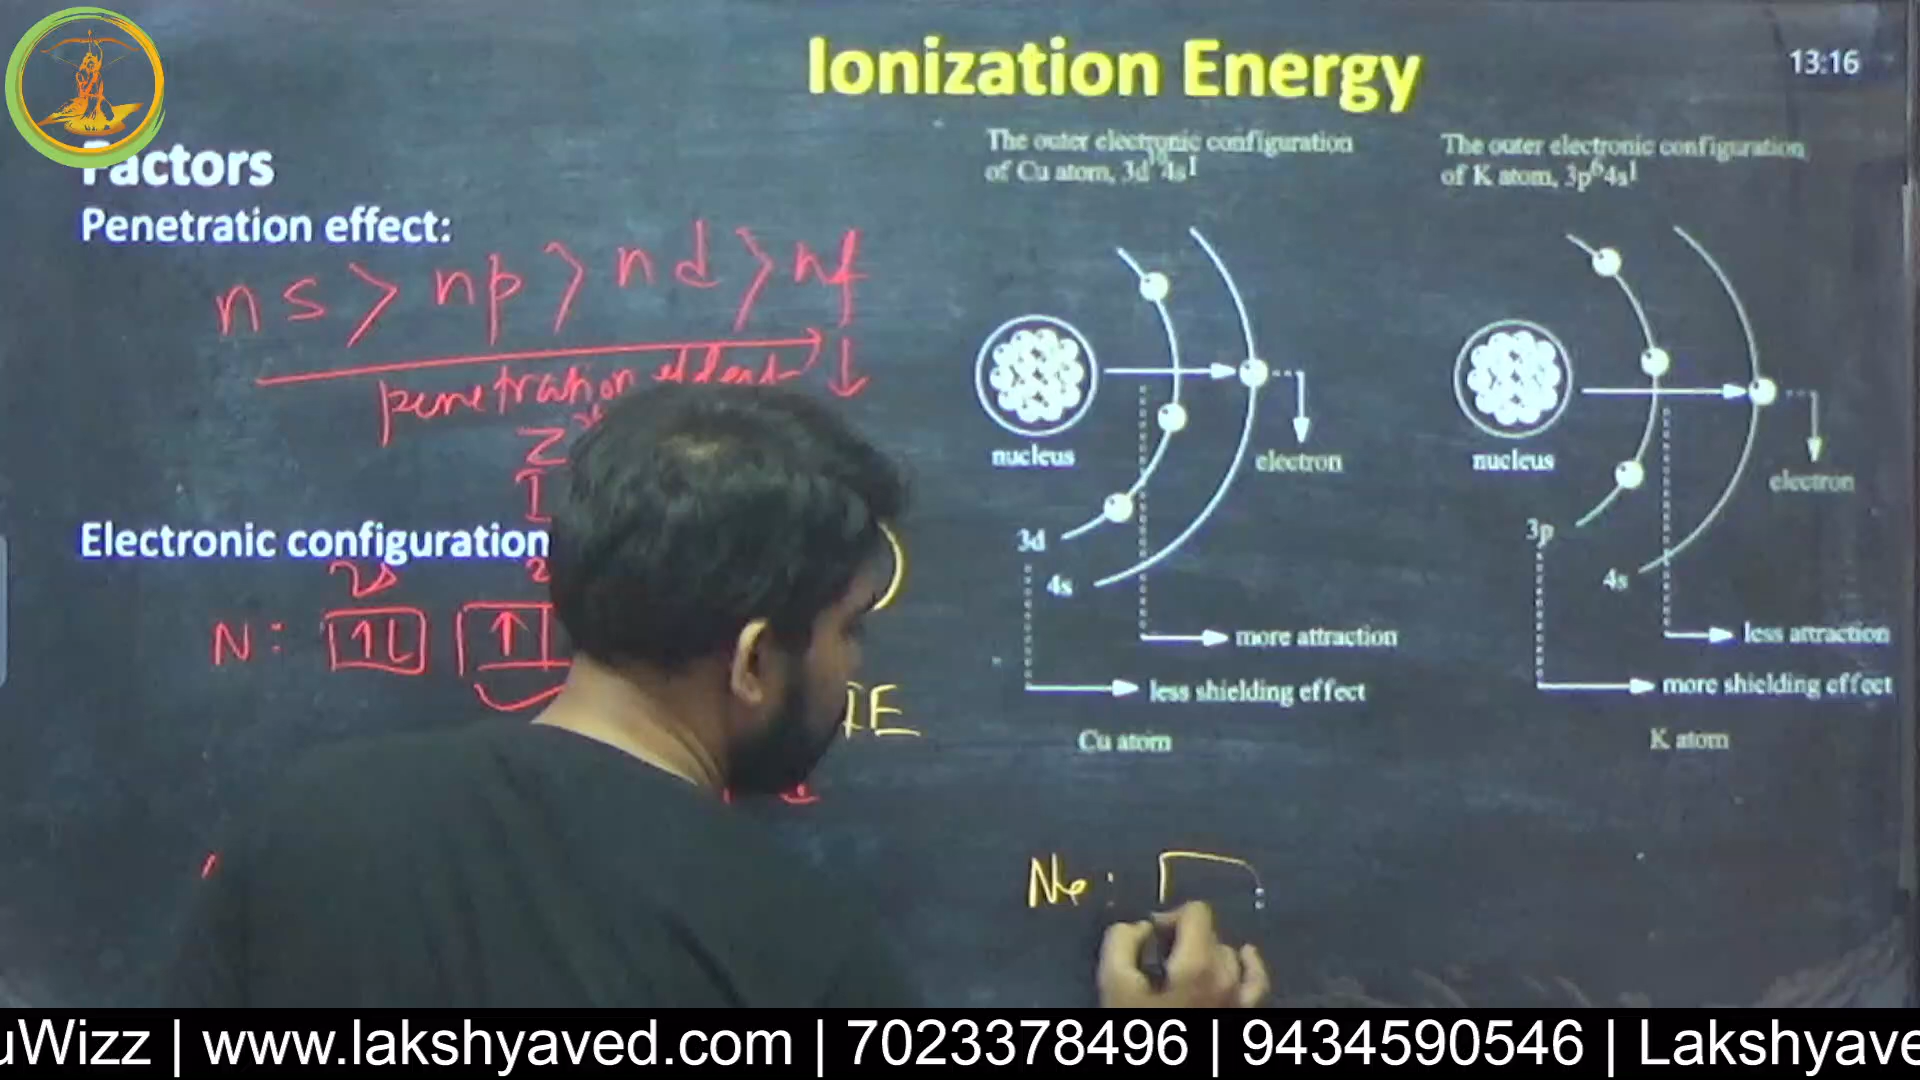 Ionization Energy
13:16
Factors
Penetration effect:
ns > np > nd > nf
penetration
Z
I
Electronic configuration
2s
2
N: 1L ↑
IE
The outer electronic configuration
of Cu atom, 3d¹⁰4s¹
nucleus
electron
3d
4s
more attraction
less shielding effect
Cu atom
The outer electronic configuration
of K atom, 3p⁶4s¹
nucleus
electron
3p
4s
less attraction
more shielding effect
K atom
Ne:
uWizz | www.lakshyaved.com | 7023378496 | 9434590546 | Lakshyave